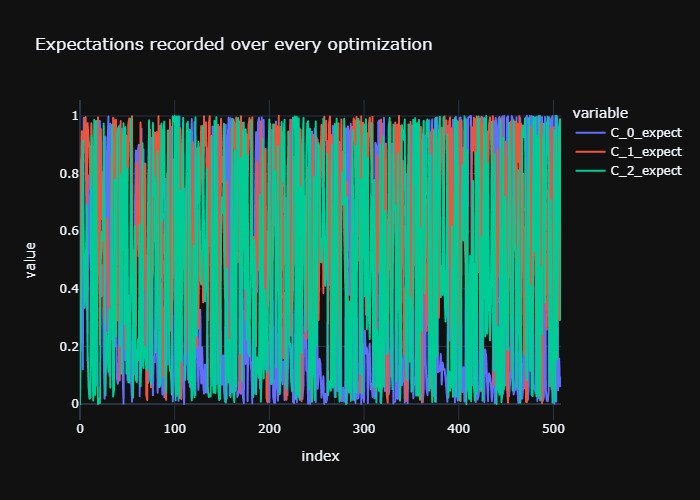 Expectations recorded over every optimization
variable
C_0_expect
C_1_expect
C_2_expect
value
1
0.8
0.6
0.4
0.2
0
0 100 200 300 400 500
index